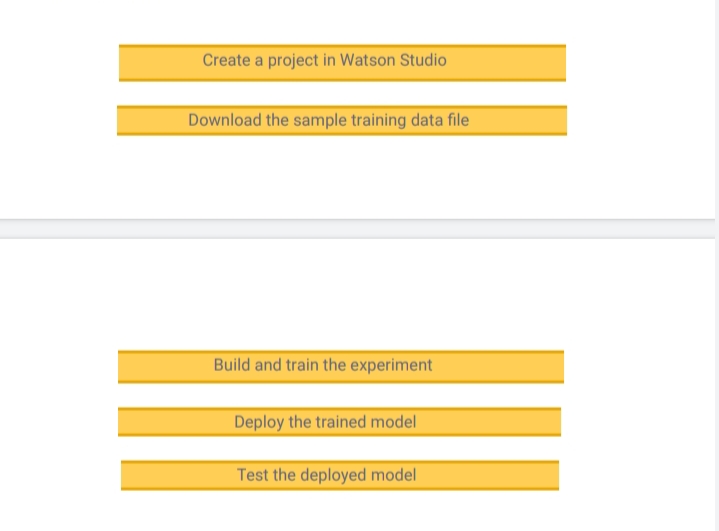 Create a project in Watson Studio
Download the sample training data file
Build and train the experiment
Deploy the trained model
Test the deployed model